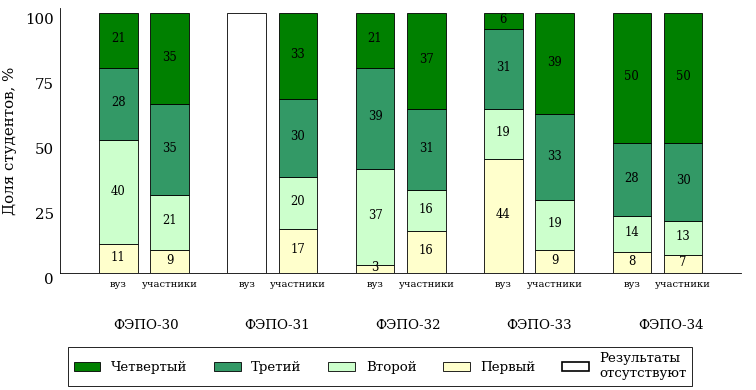 100
75
50
25
0
Доля студентов, %
21 28 40 11
35 35 21 9
33 30 20 17
21 39 37 3
37 31 16 16
6 31 19 44
39 33 19 9
50 28 14 8
50 30 13 7
вуз участники вуз участники вуз участники вуз участники вуз участники
ФЭПО-30 ФЭПО-31 ФЭПО-32 ФЭПО-33 ФЭПО-34
Четвертый Третий Второй Первый Результаты
отсутствуют